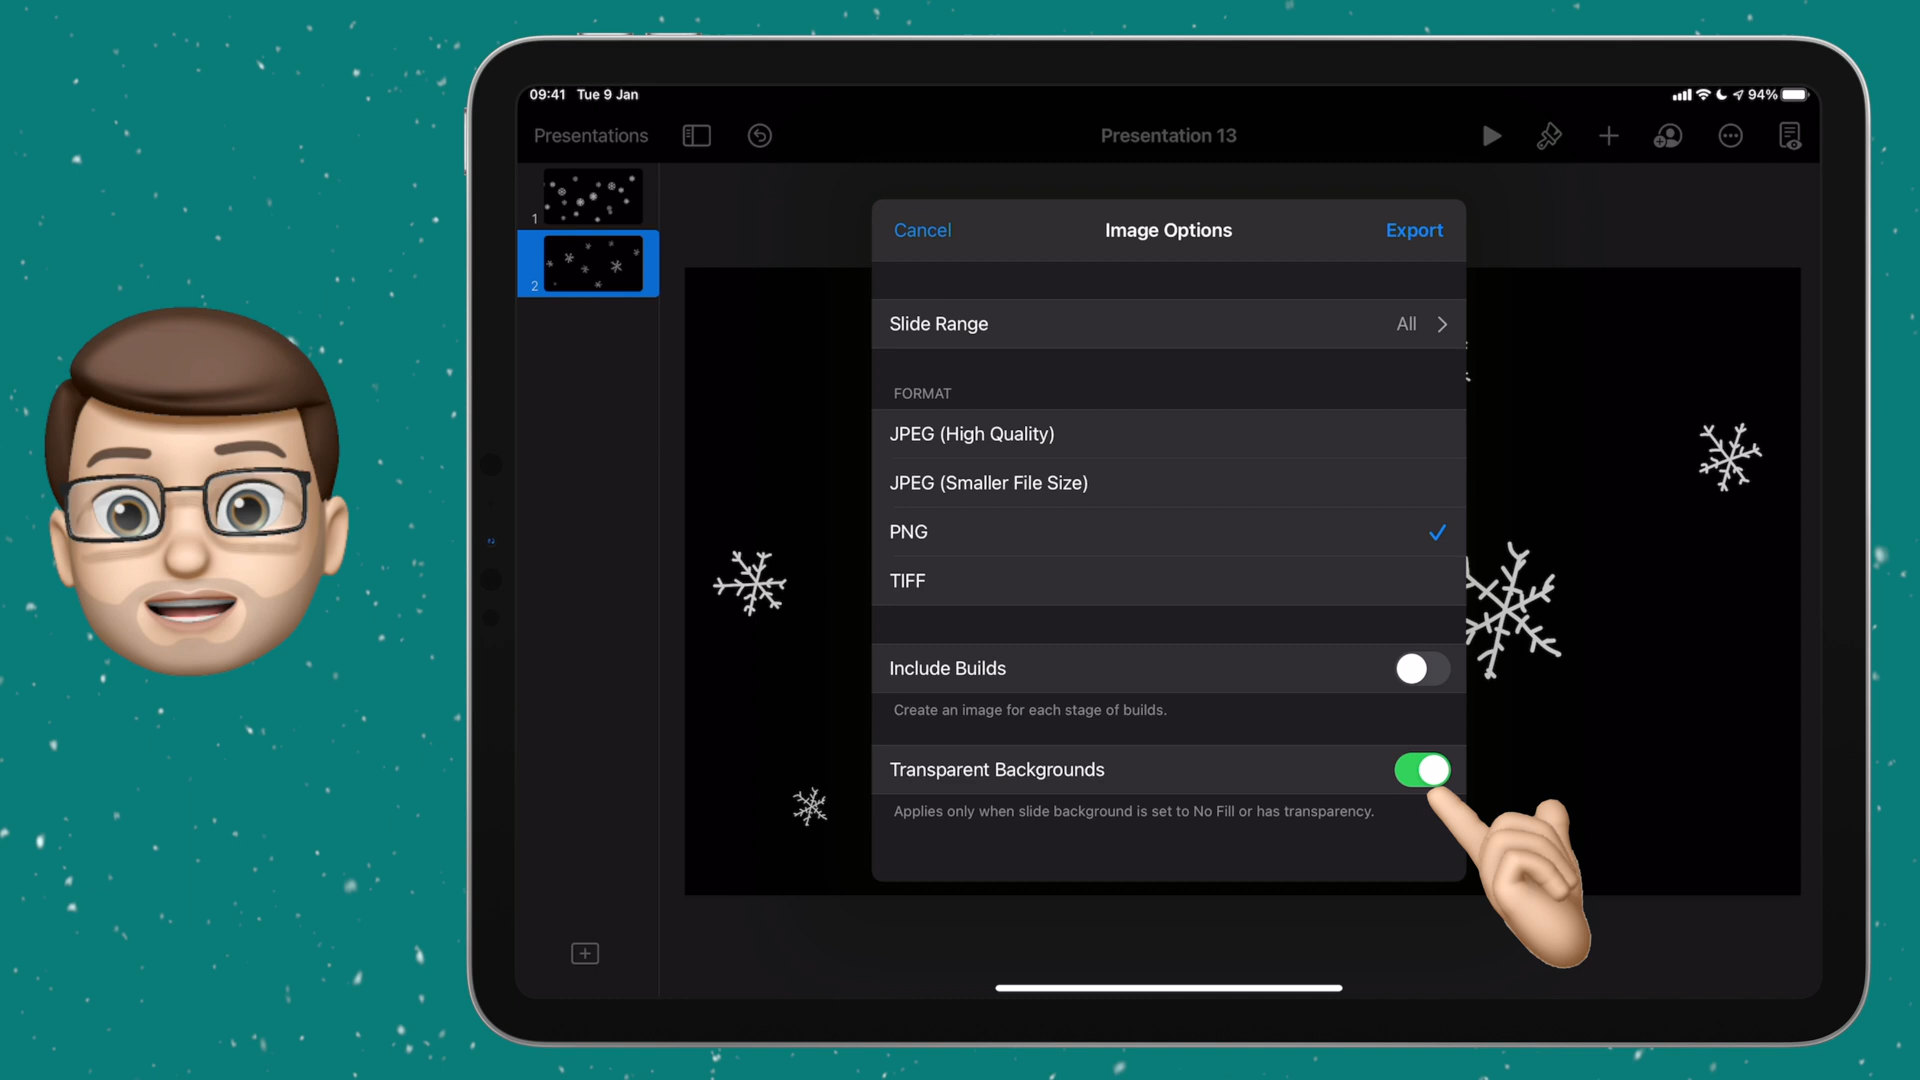 09:41 Tue 9 Jan
94%
Presentations
Presentation 13
1
2
Cancel
Image Options
Export
Slide Range
All
FORMAT
JPEG (High Quality)
JPEG (Smaller File Size)
PNG
TIFF
Include Builds
Create an image for each stage of builds.
Transparent Backgrounds
Applies only when slide background is set to No Fill or has transparency.